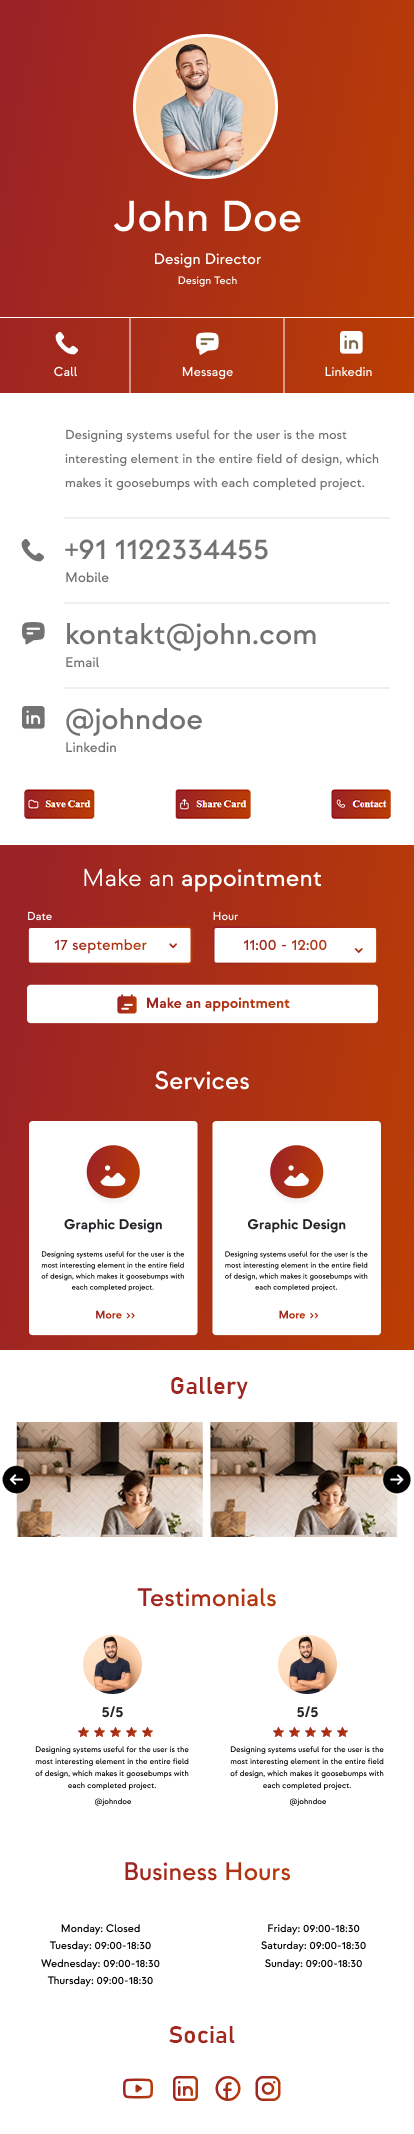 John Doe
Design Director
Design Tech
Call
Message
Linkedin
Designing systems useful for the user is the most
interesting element in the entire field of design, which
makes it goosebumps with each completed project.
+91 1122334455
Mobile
kontakt@john.com
Email
@johndoe
Linkedin
Save Card
Share Card
Contact
Make an appointment
Date
Hour
17 september
11:00 - 12:00
Make an appointment
Services
Graphic Design
Designing systems useful for the user is the
most interesting element in the entire field
of design, which makes it goosebumps with
each completed project.
More >>
Graphic Design
Designing systems useful for the user is the
most interesting element in the entire field
of design, which makes it goosebumps with
each completed project.
More >>
Gallery
Testimonials
5/5
Designing systems useful for the user is the
most interesting element in the entire field
of design, which makes it goosebumps with
each completed project.
@johndoe
5/5
Designing systems useful for the user is the
most interesting element in the entire field
of design, which makes it goosebumps with
each completed project.
@johndoe
Business Hours
Monday: Closed
Tuesday: 09:00-18:30
Wednesday: 09:00-18:30
Thursday: 09:00-18:30
Friday: 09:00-18:30
Saturday: 09:00-18:30
Sunday: 09:00-18:30
Social